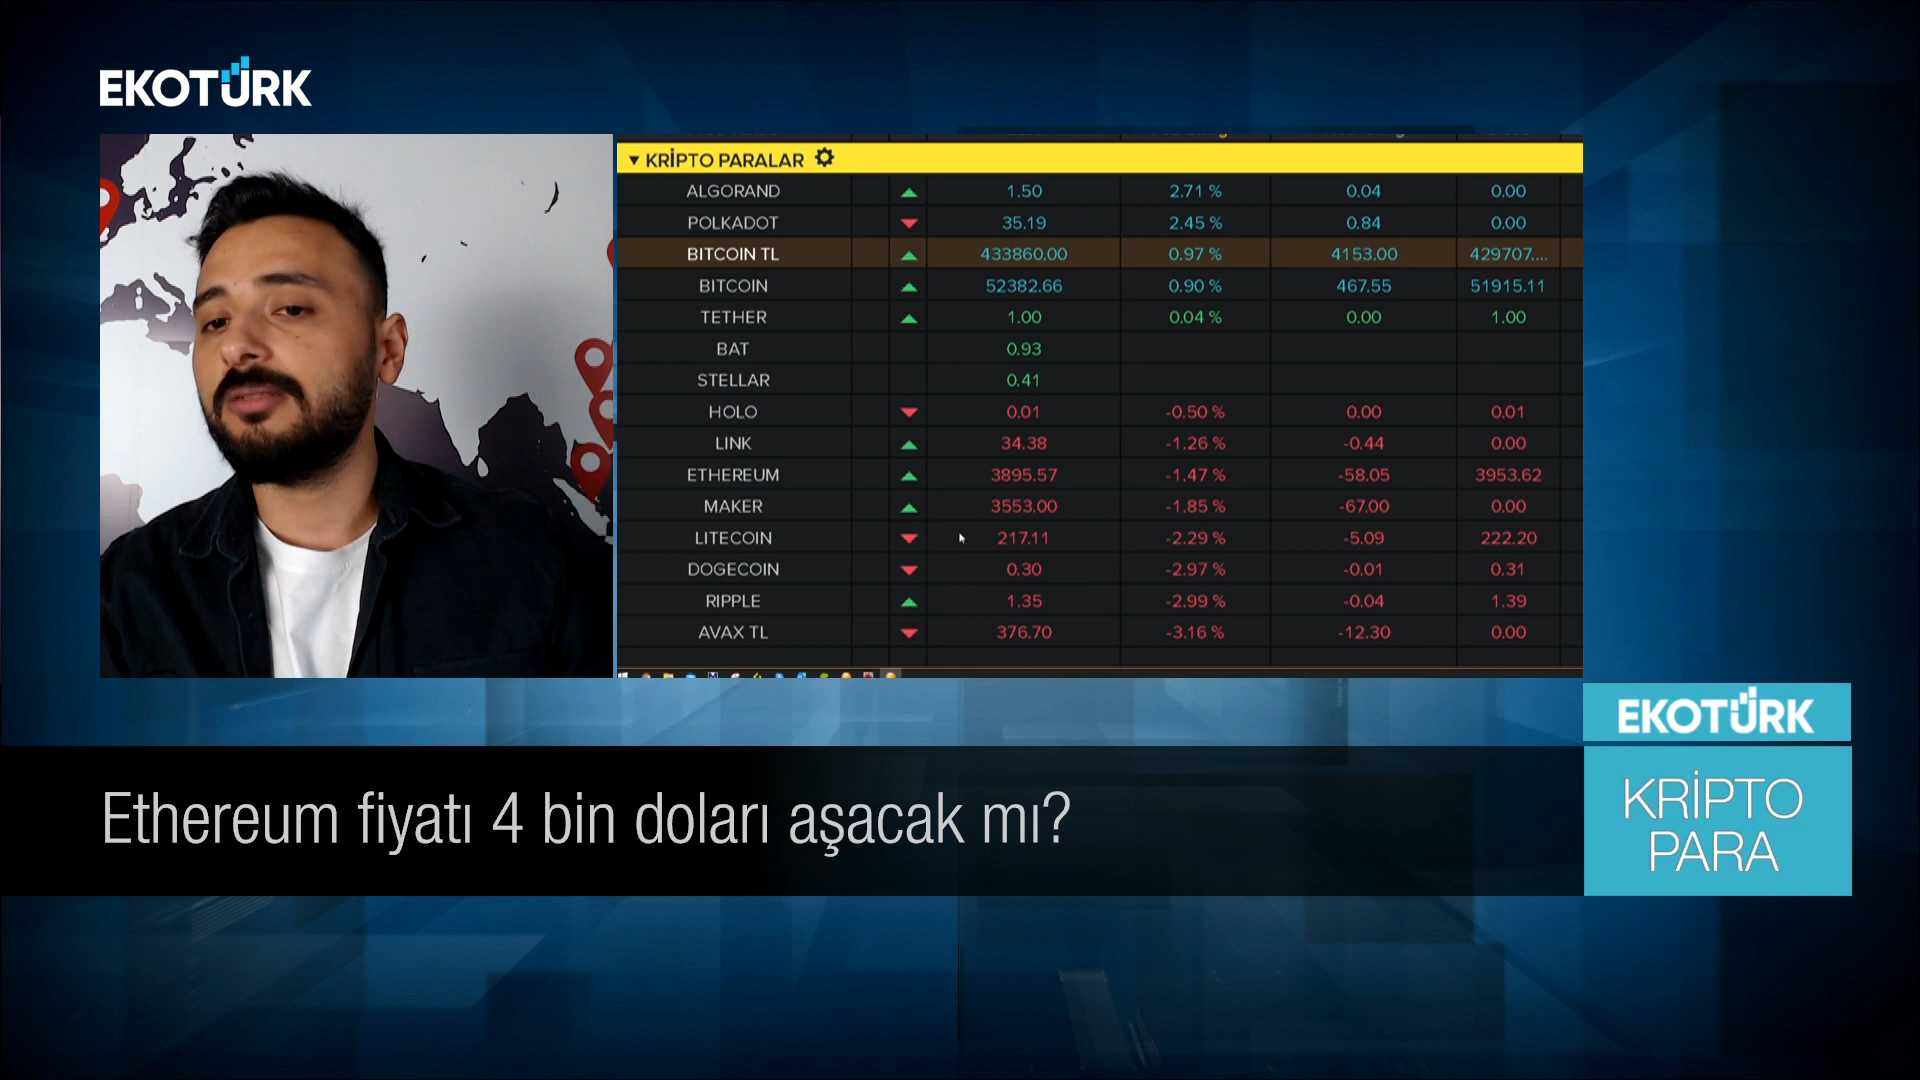 EKOTÜRK
▼ KRİPTO PARALAR
ALGORAND 1.50 2.71 % 0.04 0.00
POLKADOT 35.19 2.45 % 0.84 0.00
BITCOIN TL 433860.00 0.97 % 4153.00 429707....
BITCOIN 52382.66 0.90 % 467.55 51915.11
TETHER 1.00 0.04 % 0.00 1.00
BAT 0.93
STELLAR 0.41
HOLO 0.01 -0.50 % 0.00 0.01
LINK 34.38 -1.26 % -0.44 0.00
ETHEREUM 3895.57 -1.47 % -58.05 3953.62
MAKER 3553.00 -1.85 % -67.00 0.00
LITECOIN 217.11 -2.29 % -5.09 222.20
DOGECOIN 0.30 -2.97 % -0.01 0.31
RIPPLE 1.35 -2.99 % -0.04 1.39
AVAX TL 376.70 -3.16 % -12.30 0.00
EKOTÜRK
Ethereum fiyatı 4 bin doları aşacak mı?
KRİPTO
PARA